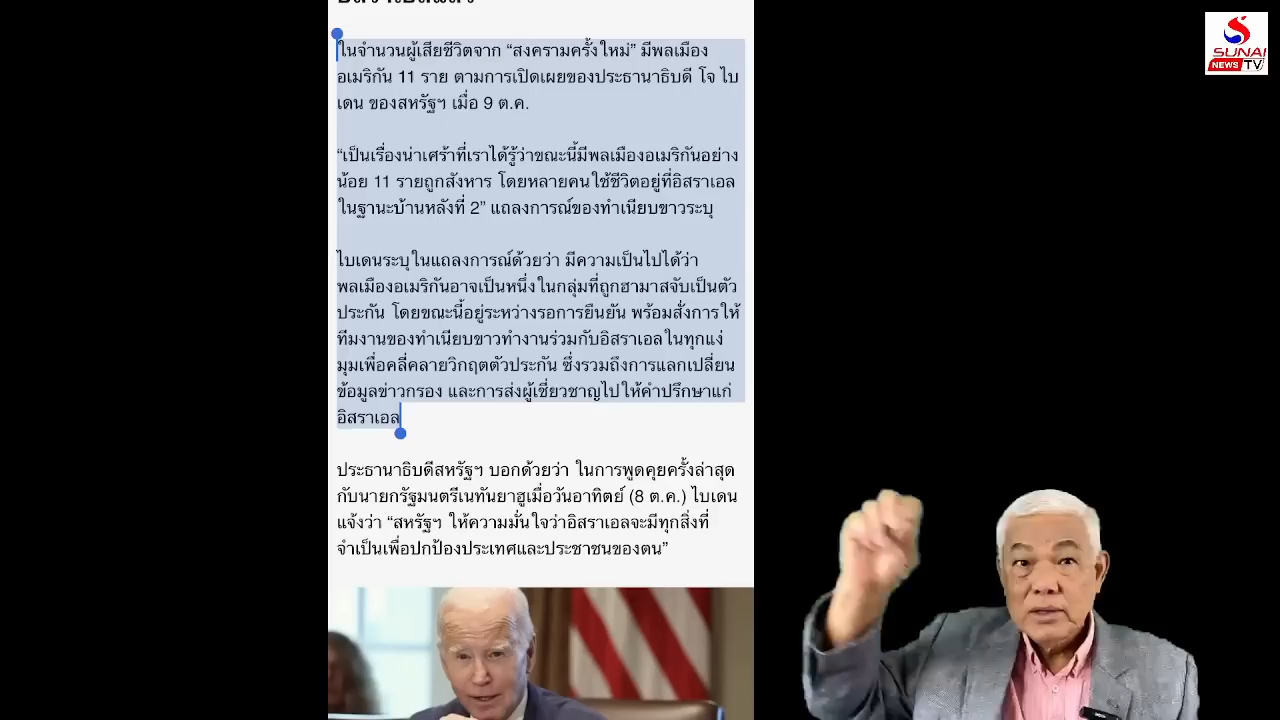 SUNAI
NEWS TV
ในจำนวนผู้เสียชีวิตจาก “สงครามครั้งใหม่” มีพลเมือง
อเมริกัน 11 ราย ตามการเปิดเผยของประธานาธิบดี โจ ไบ
เดน ของสหรัฐฯ เมื่อ 9 ต.ค.
“เป็นเรื่องน่าเศร้าที่เราได้รู้ว่าขณะนี้มีพลเมืองอเมริกันอย่าง
น้อย 11 รายถูกสังหาร โดยหลายคนใช้ชีวิตอยู่ที่อิสราเอล
ในฐานะบ้านหลังที่ 2” แถลงการณ์ของทำเนียบขาวระบุ
ไบเดนระบุในแถลงการณ์ด้วยว่า มีความเป็นไปได้ว่า
พลเมืองอเมริกันอาจเป็นหนึ่งในกลุ่มที่ถูกฮามาสจับเป็นตัว
ประกัน โดยขณะนี้อยู่ระหว่างรอการยืนยัน พร้อมสั่งการให้
ทีมงานของทำเนียบขาวทำงานร่วมกับอิสราเอลในทุกแง่
มุมเพื่อคลี่คลายวิกฤตตัวประกัน ซึ่งรวมถึงการแลกเปลี่ยน
ข้อมูลข่าวกรอง และการส่งผู้เชี่ยวชาญไปให้คำปรึกษาแก่
อิสราเอล
ประธานาธิบดีสหรัฐฯ บอกด้วยว่า ในการพูดคุยครั้งล่าสุด
กับนายกรัฐมนตรีเนทันยาฮูเมื่อวันอาทิตย์ (8 ต.ค.) ไบเดน
แจ้งว่า “สหรัฐฯ ให้ความมั่นใจว่าอิสราเอลจะมีทุกสิ่งที่
จำเป็นเพื่อปกป้องประเทศและประชาชนของตน”